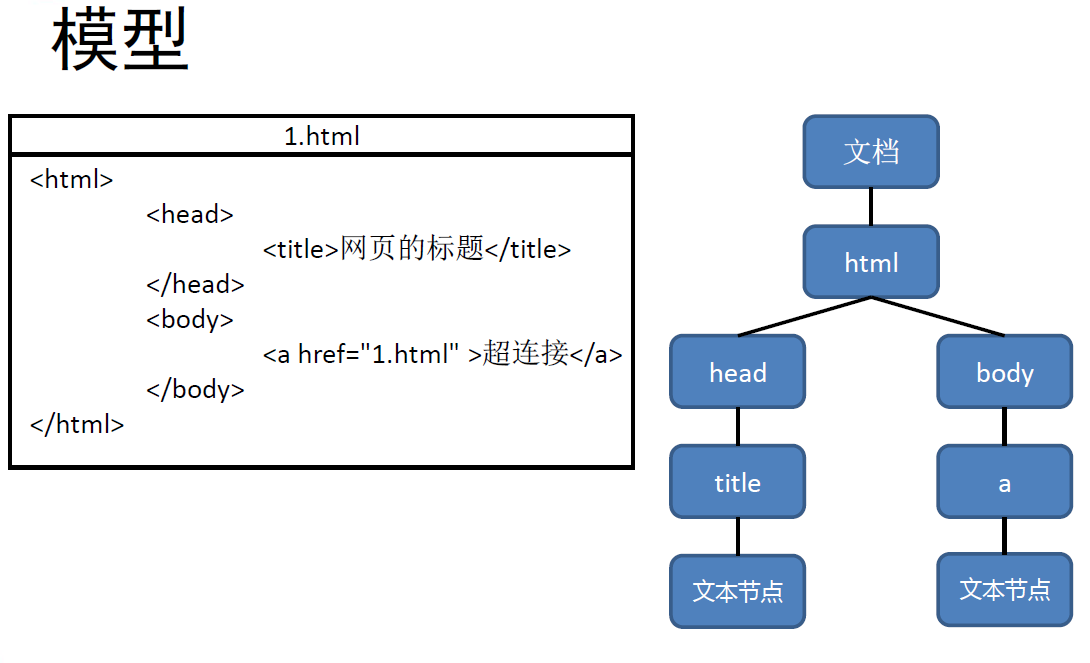 模型
1.html
<html>
<head>
<title>网页的标题</title>
</head>
<body>
<a href="1.html" >超连接</a>
</body>
</html>
文档
html
head
body
title
a
文本节点
文本节点